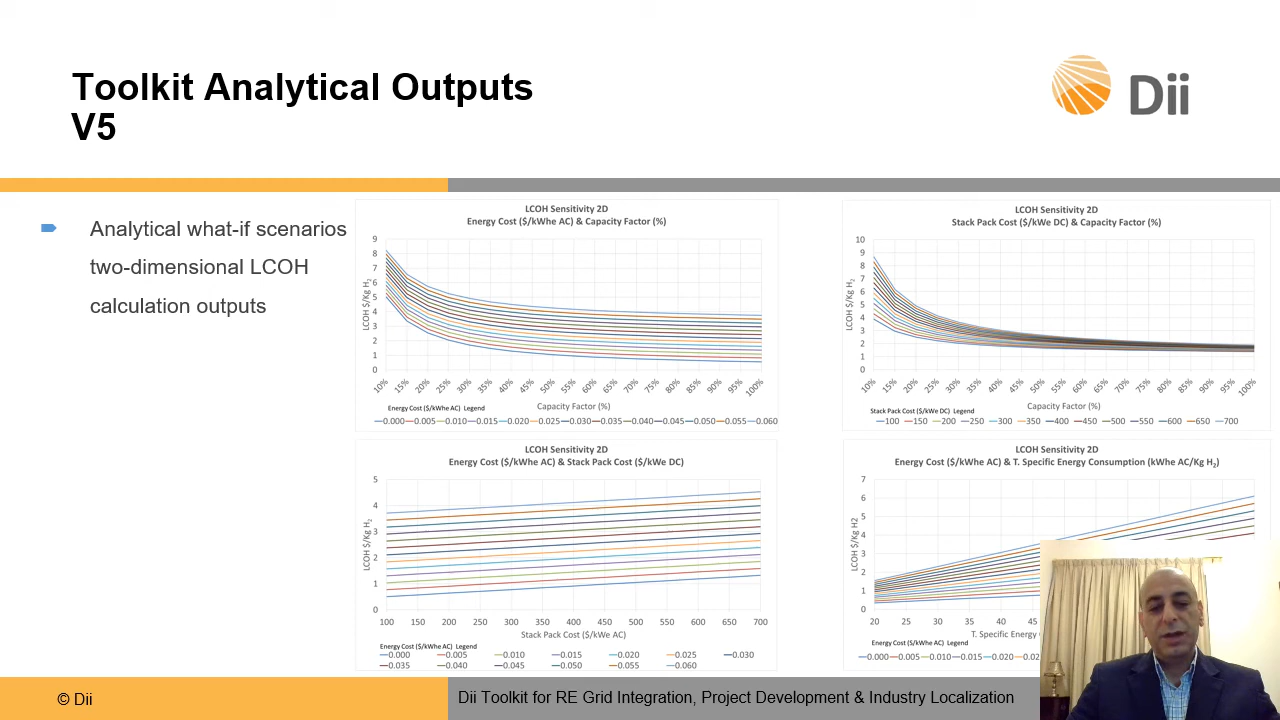 Toolkit Analytical Outputs
V5
Dii
Analytical what-if scenarios
two-dimensional LCOH
calculation outputs
LCOH Sensitivity 2D
Energy Cost ($/kWhe AC) & Capacity Factor (%)
9
8
7
6
5
4
3
2
1
0
LCOH $/Kg H2
10% 15% 20% 25% 30% 35% 40% 45% 50% 55% 60% 65% 70% 75% 80% 85% 90% 95% 100%
Energy Cost ($/kWhe AC) Legend
Capacity Factor (%)
0.000 0.005 0.010 0.015 0.020 0.025 0.030 0.035 0.040 0.045 0.050 0.055 0.060
LCOH Sensitivity 2D
Stack Pack Cost ($/kWe DC) & Capacity Factor (%)
10
9
8
7
6
5
4
3
2
1
0
LCOH $/Kg H2
10% 15% 20% 25% 30% 35% 40% 45% 50% 55% 60% 65% 70% 75% 80% 85% 90% 95% 100%
Stack Pack Cost ($/kWe DC) Legend
Capacity Factor (%)
100 150 200 250 300 350 400 450 500 550 600 650 700
LCOH Sensitivity 2D
Energy Cost ($/kWhe AC) & Stack Pack Cost ($/kWe DC)
5
4
3
2
1
0
LCOH $/Kg H2
100 150 200 250 300 350 400 450 500 550 600 650 700
Stack Pack Cost ($/kWe AC)
Energy Cost ($/kWhe AC) Legend
0.000 0.005 0.010 0.015 0.020 0.025 0.030
0.035 0.040 0.045 0.050 0.055 0.060
LCOH Sensitivity 2D
Energy Cost ($/kWhe AC) & T. Specific Energy Consumption (kWhe AC/Kg H2)
7
6
5
4
3
2
1
0
LCOH $/Kg H2
20 25 30 35 40 45
T. Specific Energy
Energy Cost ($/kWhe AC) Legend
0.000 0.005 0.010 0.015 0.020
© Dii
Dii Toolkit for RE Grid Integration, Project Development & Industry Localization